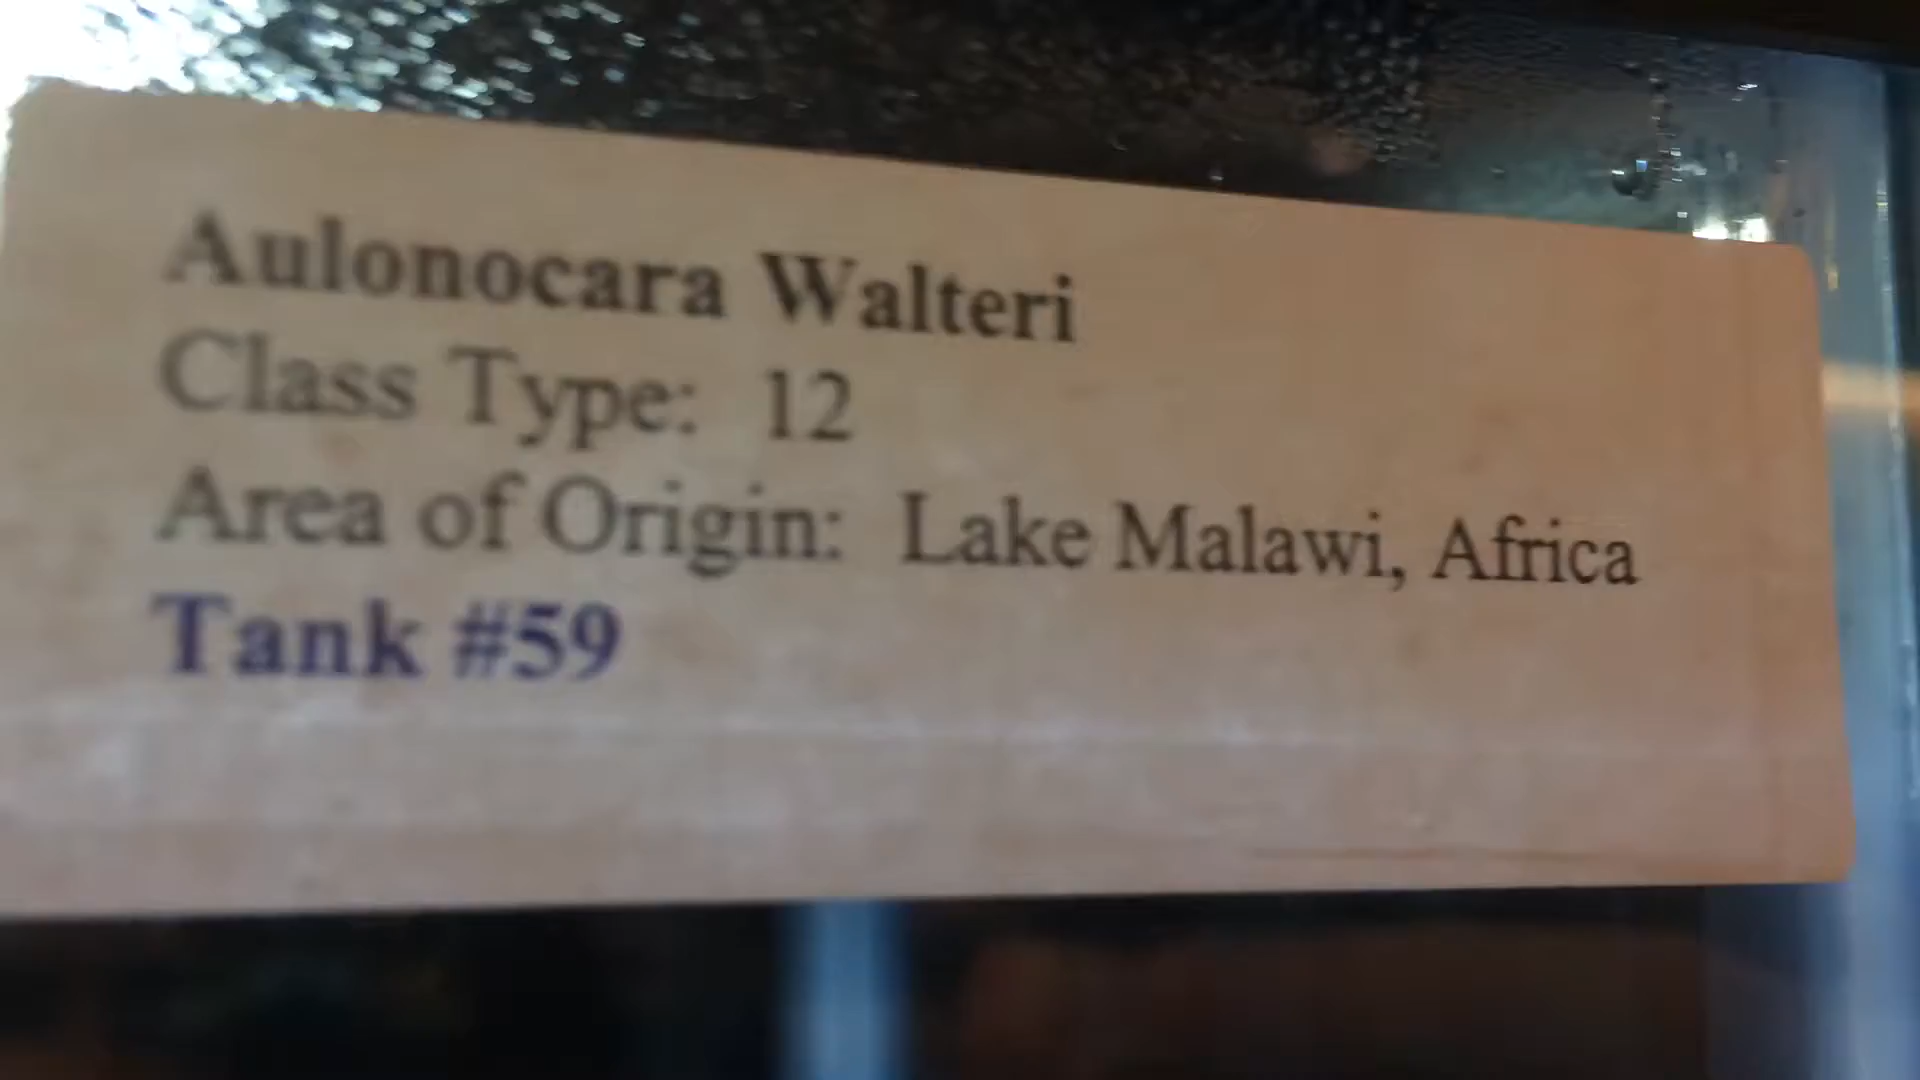 Aulonocara Walteri
Class Type: 12
Area of Origin: Lake Malawi, Africa
Tank #59